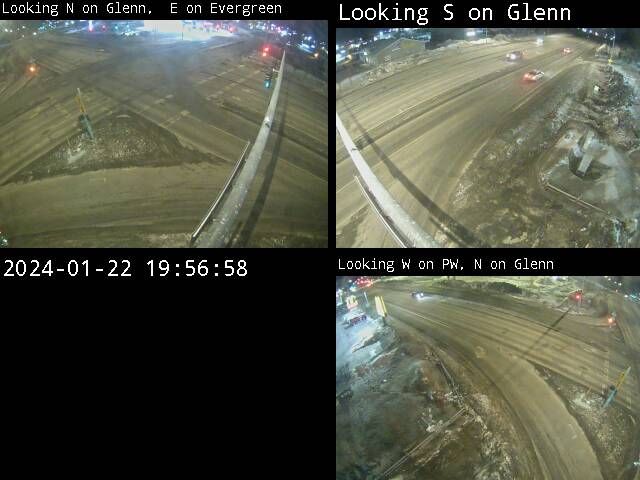 Looking N on Glenn,  E on Evergreen
Looking S on Glenn
2024-01-22 19:56:58
Looking W on PW, N on Glenn